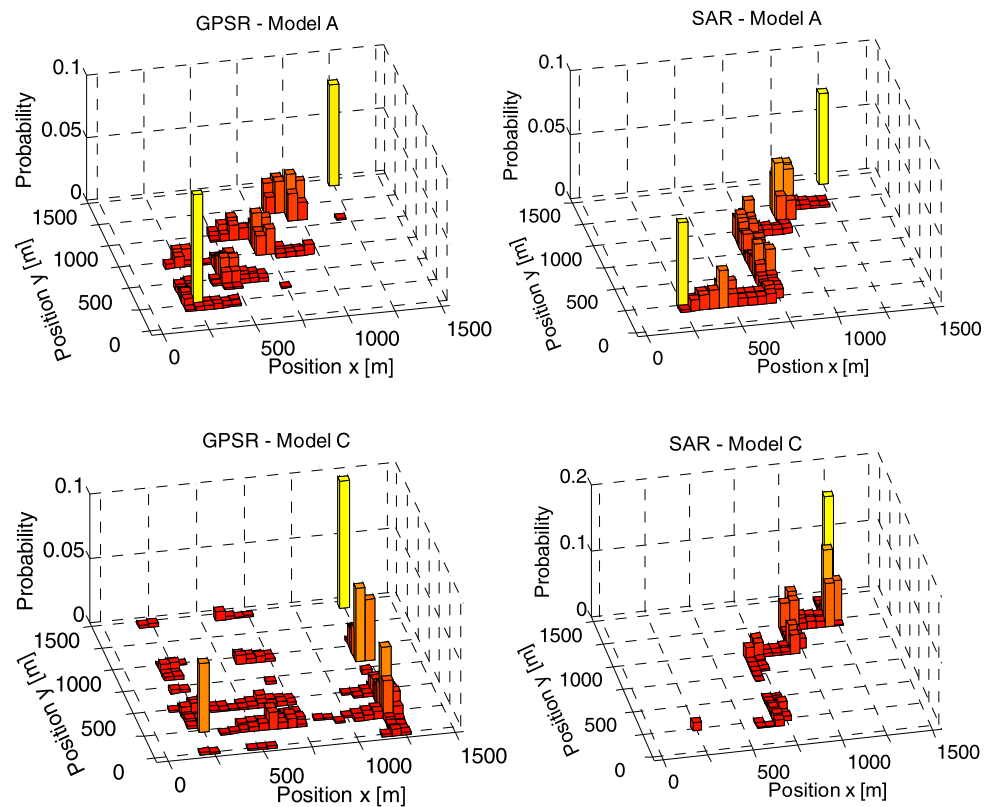 GPSR - Model A
0.1
0.05
0
Probability
1500
1000
500
0
Position y [m]
0
500
1000
1500
Position x [m]
SAR - Model A
0.1
0.05
0
Probability
1500
1000
500
0
Position y [m]
0
500
1000
1500
Postion x [m]
GPSR - Model C
0.1
0.05
0
Probability
1500
1000
500
0
Position y [m]
0
500
1000
1500
Position x [m]
SAR - Model C
0.2
0.1
0
Probability
1500
1000
500
0
Position y [m]
0
500
1000
1500
Position x [m]